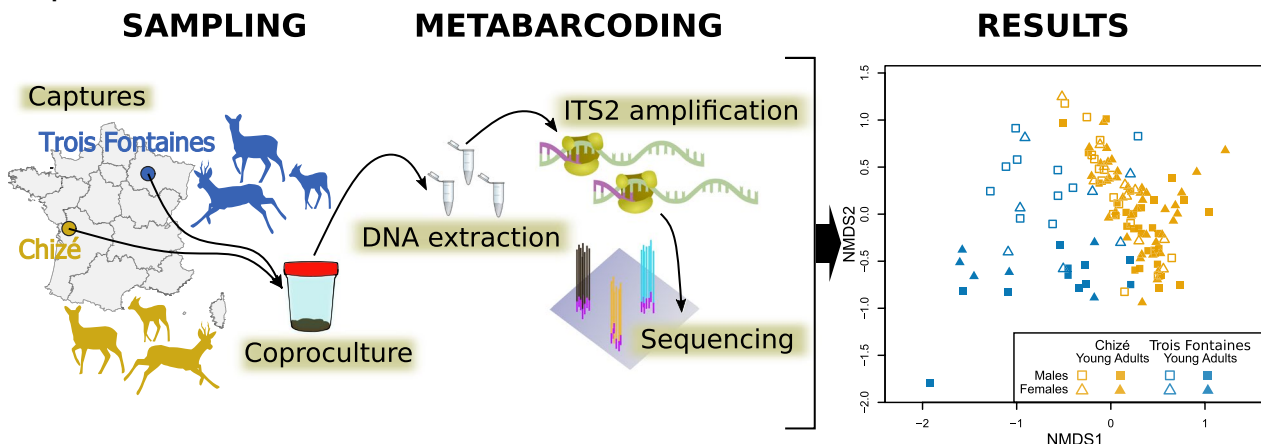 SAMPLING
METABARCODING
RESULTS
Captures
Trois Fontaines
Chizé
Coproculture
DNA extraction
ITS2 amplification
Sequencing
NMDS2
1.5
1.0
0.5
0.0
−0.5
−1.0
−1.5
−2.0
−2 −1 0 1
NMDS1
Chizé Trois Fontaines
Young Adults Young Adults
Males
Females